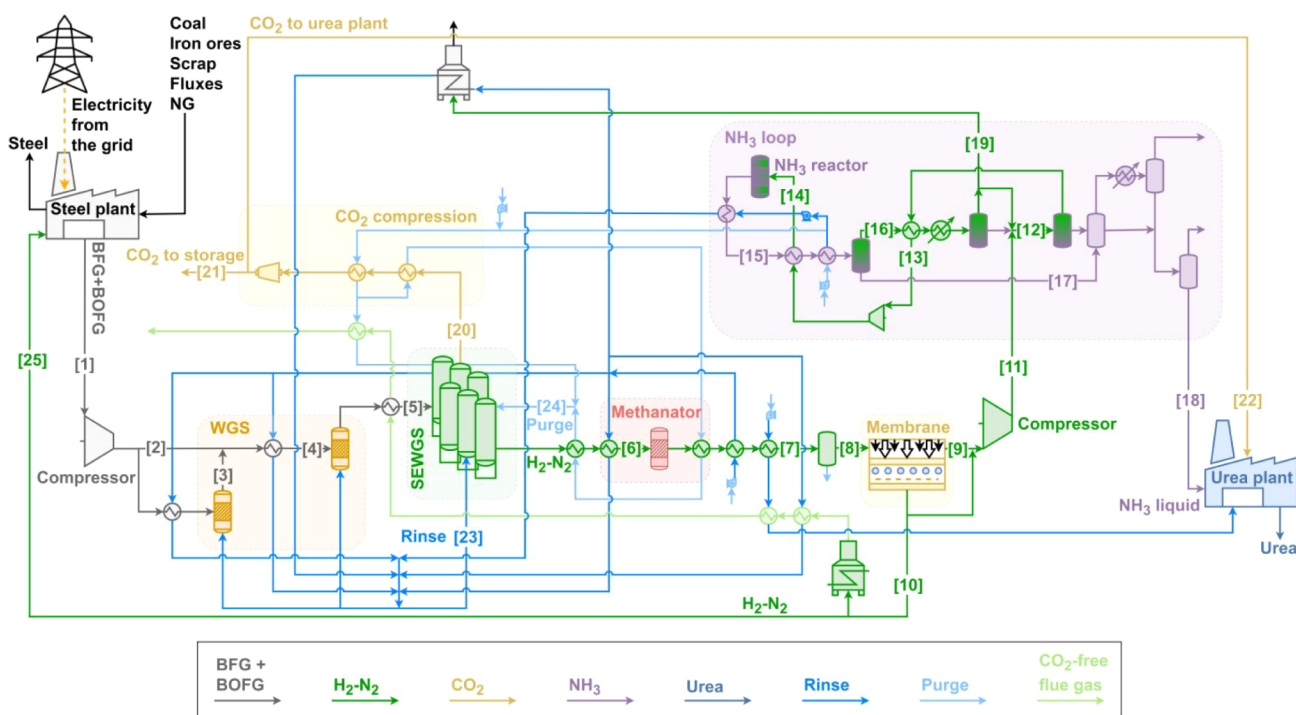 Coal
Iron ores
Scrap
Fluxes
NG
CO₂ to urea plant
Electricity
from
the grid
Steel
Steel plant
BFG+BOFG
CO₂ to storage
[21]
CO₂ compression
[20]
[19]
NH₃ loop
NH₃ reactor
[14]
[16]
[12]
[13]
[15]
[17]
[25]
[1]
[11]
[18]
[22]
[5]
[24]
Purge
Methanator
Compressor
WGS
[2]
[4]
[3]
Compressor
SEWGS
H₂-N₂
[6]
[7]
[8]
Membrane
[9]
Urea plant
NH₃ liquid
Rinse [23]
Urea
[10]
H₂-N₂
BFG +
BOFG
H₂-N₂
CO₂
NH₃
Urea
Rinse
Purge
CO₂-free
flue gas